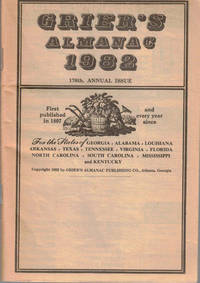 GRIER'S
ALMANAC
1982
176th. ANNUAL ISSUE
First and
published every year
in 1807 since
For the States of GEORGIA : ALABAMA : LOUISIANA
ARKANSAS : TEXAS : TENNESSEE : VIRGINIA : FLORIDA
NORTH CAROLINA : SOUTH CAROLINA : MISSISSIPPI
and KENTUCKY
Copyright 1982 by GRIER'S ALMANAC PUBLISHING CO., Atlanta, Georgia